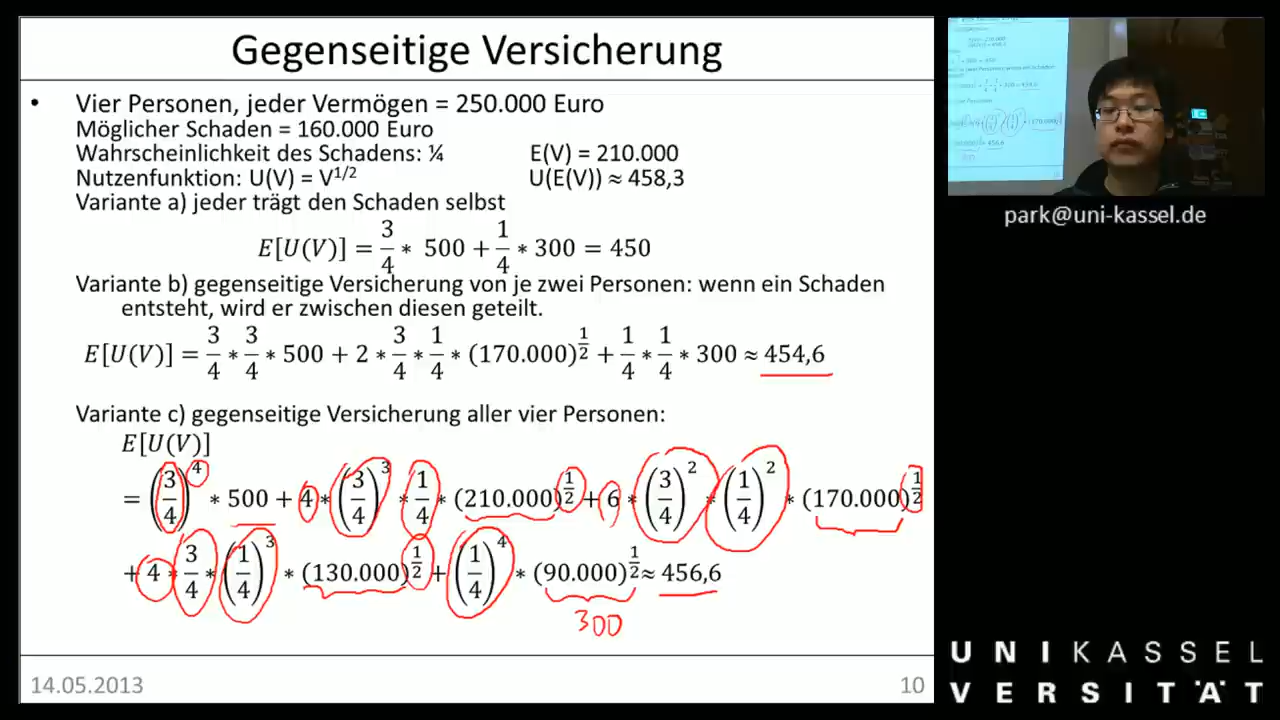 Gegenseitige Versicherung
• Vier Personen, jeder Vermögen = 250.000 Euro
Möglicher Schaden = 160.000 Euro
Wahrscheinlichkeit des Schadens: ¼ E(V) = 210.000
Nutzenfunktion: U(V) = V^1/2 U(E(V)) ≈ 458,3
Variante a) jeder trägt den Schaden selbst
E[U(V)] = 3/4 * 500 + 1/4 * 300 = 450
Variante b) gegenseitige Versicherung von je zwei Personen: wenn ein Schaden
entsteht, wird er zwischen diesen geteilt.
E[U(V)] = 3/4 * 3/4 * 500 + 2 * 3/4 * 1/4 * (170.000)^1/2 + 1/4 * 1/4 * 300 ≈ 454,6
Variante c) gegenseitige Versicherung aller vier Personen:
E[U(V)]
= (3/4)^4 * 500 + 4 * (3/4)^3 * 1/4 * (210.000)^1/2 + 6 * (3/4)^2 * (1/4)^2 * (170.000)^1/2
+ 4 * 3/4 * (1/4)^3 * (130.000)^1/2 + (1/4)^4 * (90.000)^1/2 ≈ 456,6
300
14.05.2013 10
park@uni-kassel.de
UNIKASSEL
VERSITÄT